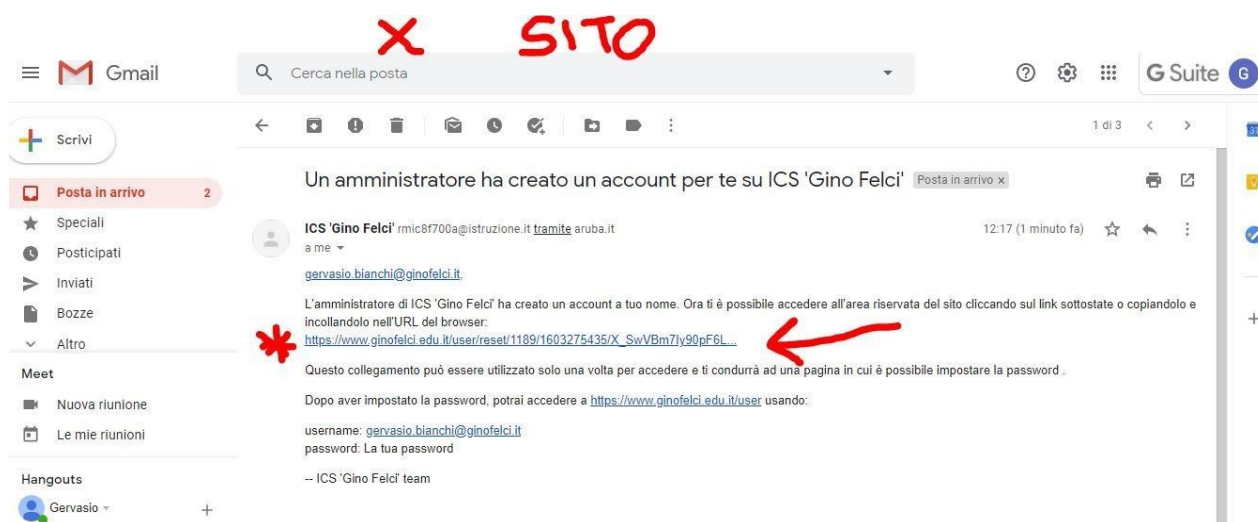 X SITO
Gmail
Cerca nella posta
G Suite
G
Scrivi
1 di 3
31
Posta in arrivo 2
Speciali
Posticipati
Inviati
Bozze
Altro
Meet
Nuova riunione
Le mie riunioni
Hangouts
Gervasio
Un amministratore ha creato un account per te su ICS 'Gino Felci' Posta in arrivo x
ICS 'Gino Felci' rmic8f700a@istruzione.it tramite aruba.it
12:17 (1 minuto fa)
a me
gervasio.bianchi@ginofelci.it,
L'amministratore di ICS 'Gino Felci' ha creato un account a tuo nome. Ora ti è possibile accedere all'area riservata del sito cliccando sul link sottostate o copiandolo e
incollandolo nell'URL del browser:
* https://www.ginofelci.edu.it/user/reset/1189/1603275435/X_SwVBm7Iy90pF6L...
Questo collegamento può essere utilizzato solo una volta per accedere e ti condurrà ad una pagina in cui è possibile impostare la password .
Dopo aver impostato la password, potrai accedere a https://www.ginofelci.edu.it/user usando:
username: gervasio.bianchi@ginofelci.it
password: La tua password
-- ICS 'Gino Felci' team